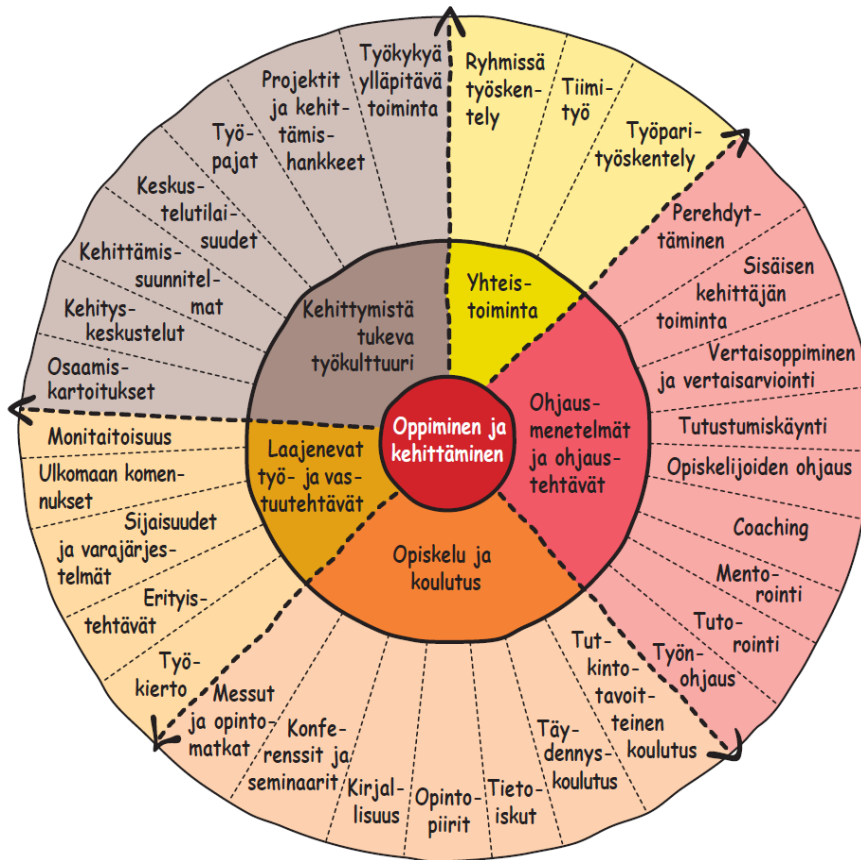 Oppiminen ja
kehittäminen
Yhteis-
toiminta
Ryhmissä
työsken-
tely
Tiimi-
työ
Työpari-
työskentely
Ohjaus-
menetelmät
ja ohjaus-
tehtävät
Perehdyt-
täminen
Sisäisen
kehittäjän
toiminta
Vertaisoppiminen
ja vertaisarviointi
Tutustumiskäynti
Opiskelijoiden ohjaus
Coaching
Mento-
rointi
Tuto-
rointi
Työn-
ohjaus
Opiskelu ja
koulutus
Tut-
kinto-
tavoit-
teinen
koulutus
Täy-
dennys-
koulutus
Tieto-
iskut
Opinto-
piirit
Kirjal-
lisuus
Konfe-
renssit ja
seminaarit
Messut
ja opinto-
matkat
Laajenevat
työ- ja vas-
tuutehtävät
Työ-
kierto
Erityis-
tehtävät
Sijaisuudet
ja varajärjes-
telmät
Ulkomaan komen-
nukset
Monitaitoisuus
Kehittymistä
tukeva
työkulttuuri
Osaamis-
kartoitukset
Kehitys-
keskustelut
Kehittämis-
suunnitel-
mat
Keskus-
telutilai-
suudet
Työ-
pajat
Projektit
ja kehit-
tämis-
hankkeet
Työkykyä
ylläpitävä
toiminta